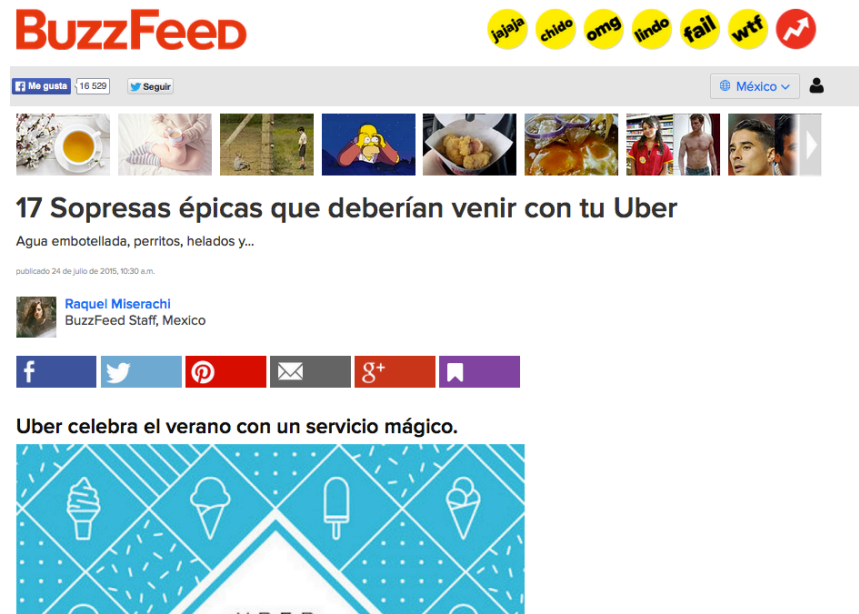 BuzzFeed
jajaja
chido
omg
lindo
fail
wtf
Me gusta
16 529
Seguir
México
17 Sopresas épicas que deberían venir con tu Uber
Agua embotellada, perritos, helados y...
publicado 24 de julio de 2015, 10:30 a.m.
Raquel Miserachi
BuzzFeed Staff, Mexico
g+
Uber celebra el verano con un servicio mágico.